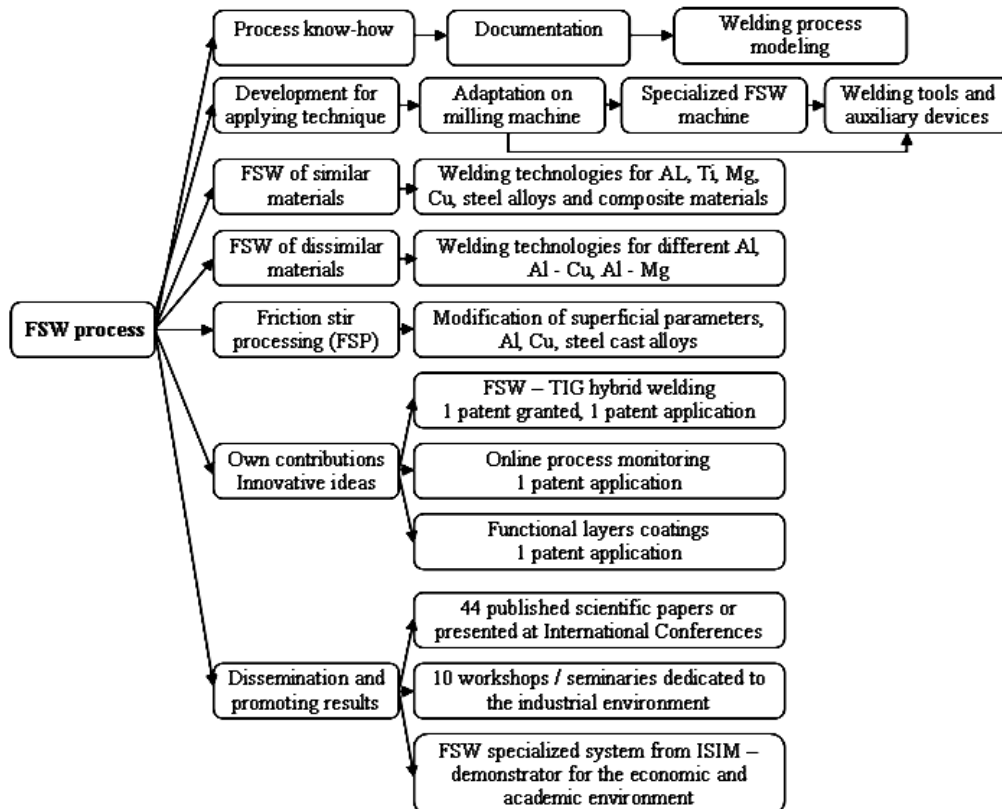 Process know-how
Documentation
Welding process
modeling
Development for
applying technique
Adaptation on
milling machine
Specialized FSW
machine
Welding tools and
auxiliary devices
FSW of similar
materials
Welding technologies for AL, Ti, Mg,
Cu, steel alloys and composite materials
FSW of dissimilar
materials
Welding technologies for different Al,
Al - Cu, Al - Mg
FSW process
Friction stir
processing (FSP)
Modification of superficial parameters,
Al, Cu, steel cast alloys
Own contributions
Innovative ideas
FSW – TIG hybrid welding
1 patent granted, 1 patent application
Online process monitoring
1 patent application
Functional layers coatings
1 patent application
Dissemination and
promoting results
44 published scientific papers or
presented at International Conferences
10 workshops / seminaries dedicated to
the industrial environment
FSW specialized system from ISIM –
demonstrator for the economic and
academic environment